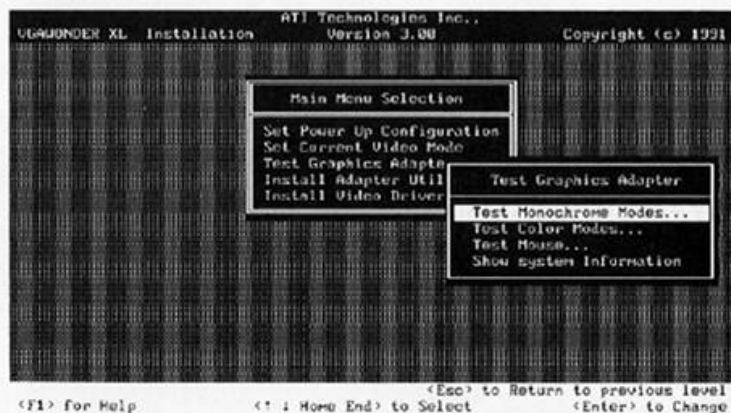 ATI Technologies Inc.,
VGAWONDER XL Installation Version 3.00 Copyright (c) 1991
Main Menu Selection
Set Power Up Configuration
Set Current Video Mode
Test Graphics Adapte
Install Adapter Util
Install Video Driver
Test Graphics Adapter
Test Monochrome Modes...
Test Color Modes...
Test Mouse...
Show system Information
<Esc> to Return to previous level
<F1> for Help <↑ ↓ Home End> to Select <Enter> to Change